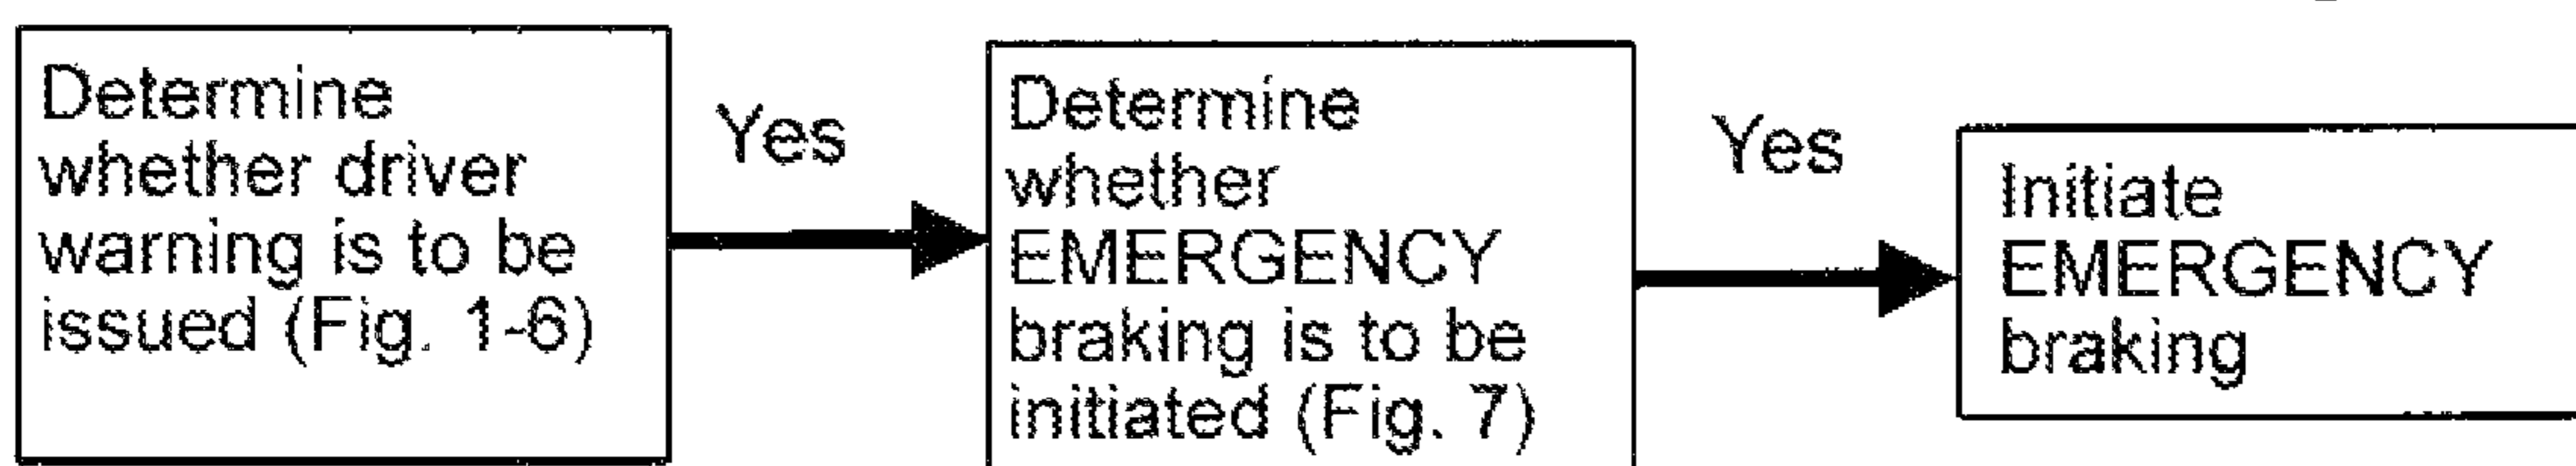 Determine
whether driver
warning is to be
issued (Fig. 1-6)
Yes
Determine
whether
EMERGENCY
braking is to be
initiated (Fig. 7)
Yes
Initiate
EMERGENCY
braking